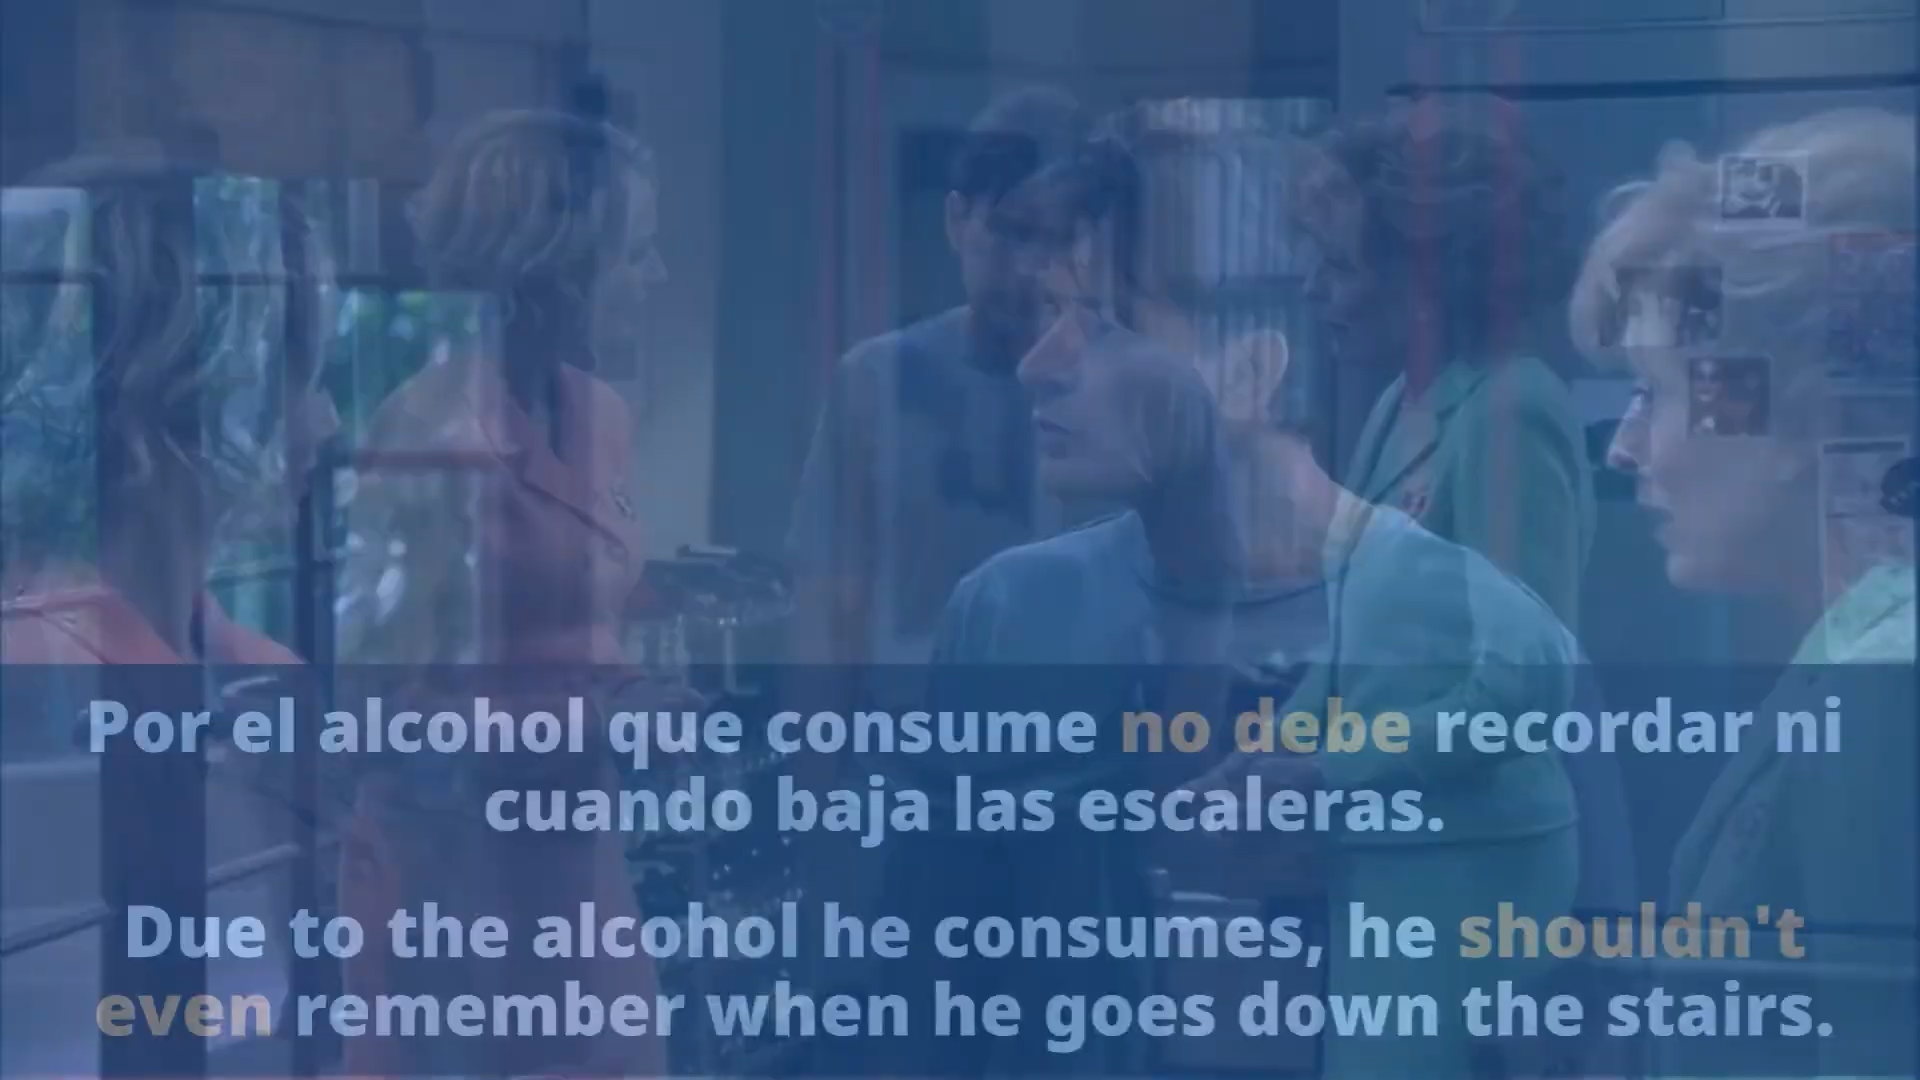 Por el alcohol que consume no debe recordar ni
cuando baja las escaleras.
Due to the alcohol he consumes, he shouldn't
even remember when he goes down the stairs.